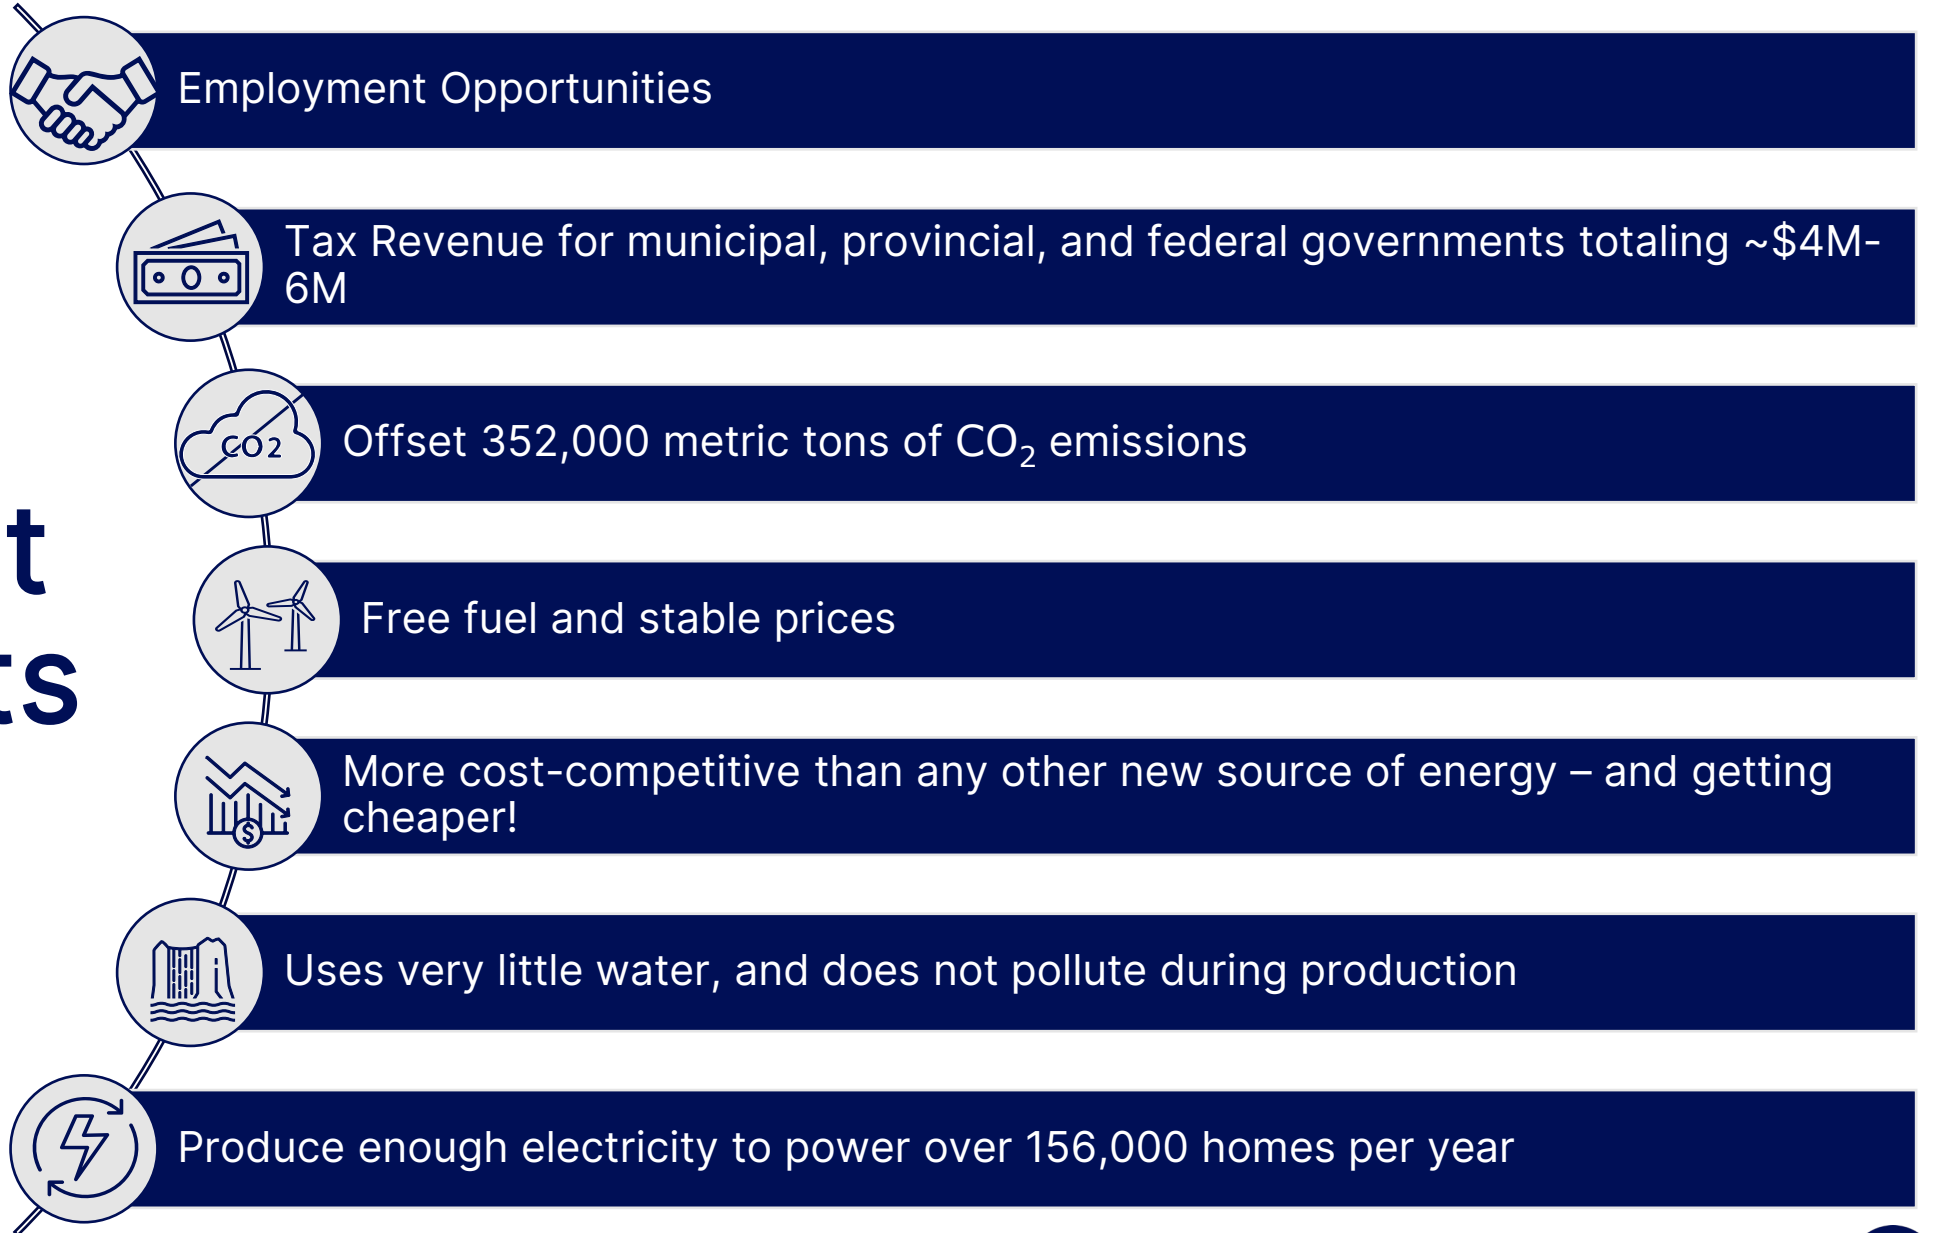 Employment Opportunities
Tax Revenue for municipal, provincial, and federal governments totaling ~$4M-
6M
CO2
Offset 352,000 metric tons of CO₂ emissions
Free fuel and stable prices
More cost-competitive than any other new source of energy – and getting
cheaper!
$
Uses very little water, and does not pollute during production
Produce enough electricity to power over 156,000 homes per year